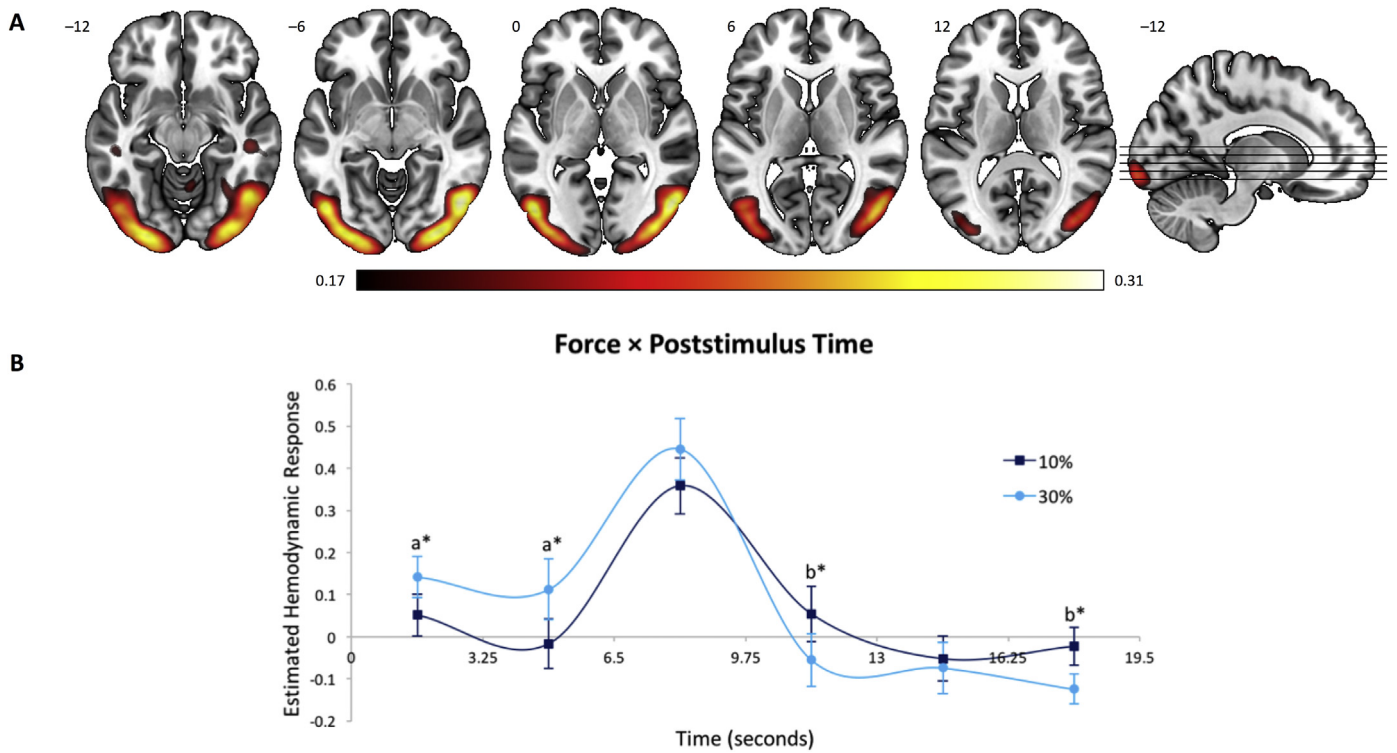 A
−12
−6
0
6
12
−12
0.17
0.31
B
Force × Poststimulus Time
Estimated Hemodynamic Response
0.6
0.5
0.4
0.3
0.2
0.1
0
-0.1
-0.2
a*
a*
b*
b*
10%
30%
0
3.25
6.5
9.75
13
16.25
19.5
Time (seconds)